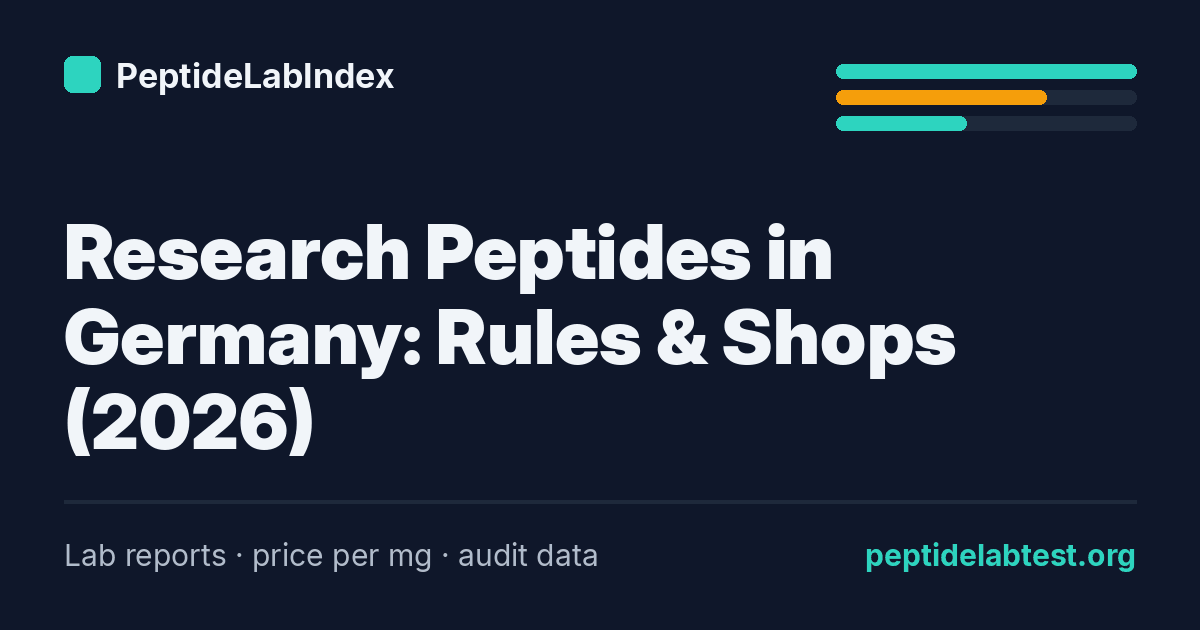 PeptideLabIndex
Research Peptides in
Germany: Rules & Shops
(2026)
Lab reports · price per mg · audit data
peptidelabtest.org